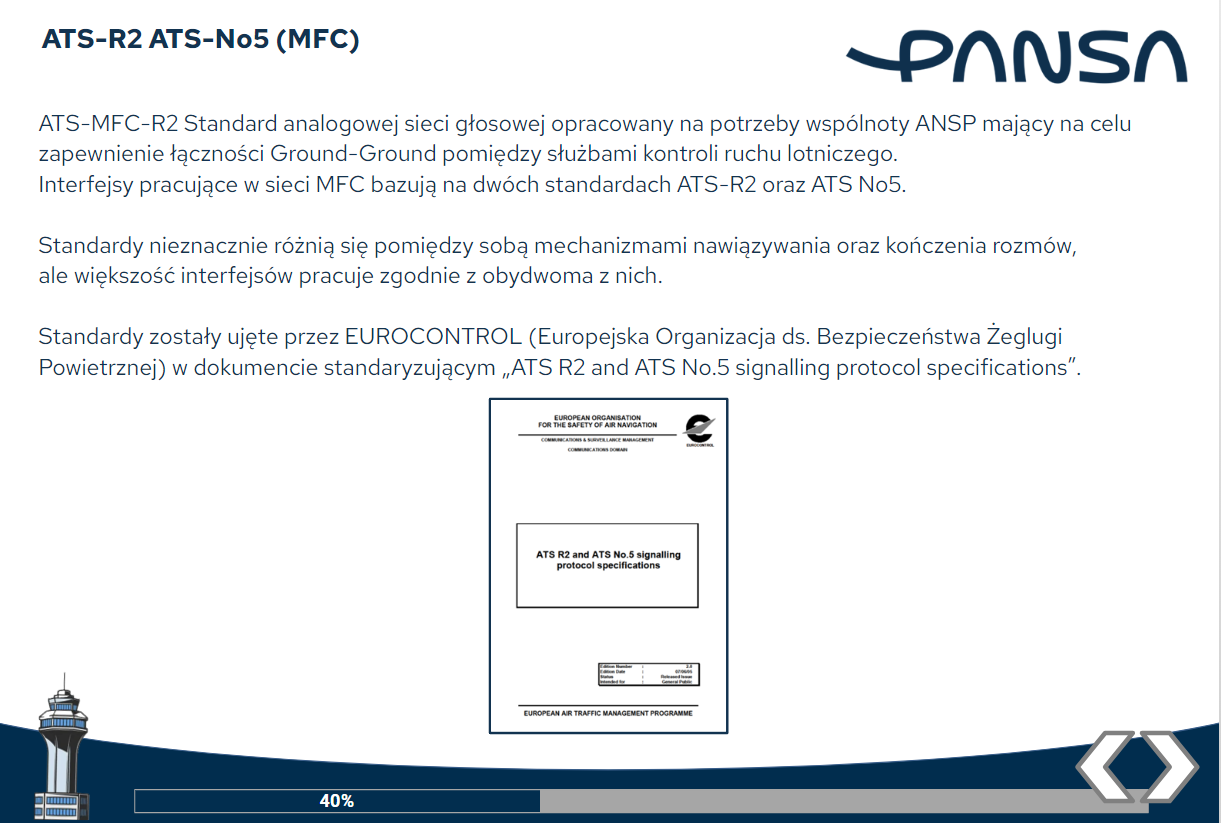 ATS-R2 ATS-No5 (MFC)
PANSA
ATS-MFC-R2 Standard analogowej sieci głosowej opracowany na potrzeby wspólnoty ANSP mający na celu
zapewnienie łączności Ground-Ground pomiędzy służbami kontroli ruchu lotniczego.
Interfejsy pracujące w sieci MFC bazują na dwóch standardach ATS-R2 oraz ATS No5.
Standardy nieznacznie różnią się pomiędzy sobą mechanizmami nawiązywania oraz kończenia rozmów,
ale większość interfejsów pracuje zgodnie z obydwoma z nich.
Standardy zostały ujęte przez EUROCONTROL (Europejska Organizacja ds. Bezpieczeństwa Żeglugi
Powietrznej) w dokumencie standaryzującym „ATS R2 and ATS No.5 signalling protocol specifications”.
EUROPEAN ORGANISATION
FOR THE SAFETY OF AIR NAVIGATION
EUROCONTROL
COMMUNICATIONS & SURVEILLANCE MANAGEMENT
COMMUNICATIONS DOMAIN
ATS R2 and ATS No.5 signalling
protocol specifications
Edition Number :
Edition Date :
Status : Released Issue
Intended for : General Public
EUROPEAN AIR TRAFFIC MANAGEMENT PROGRAMME
40%